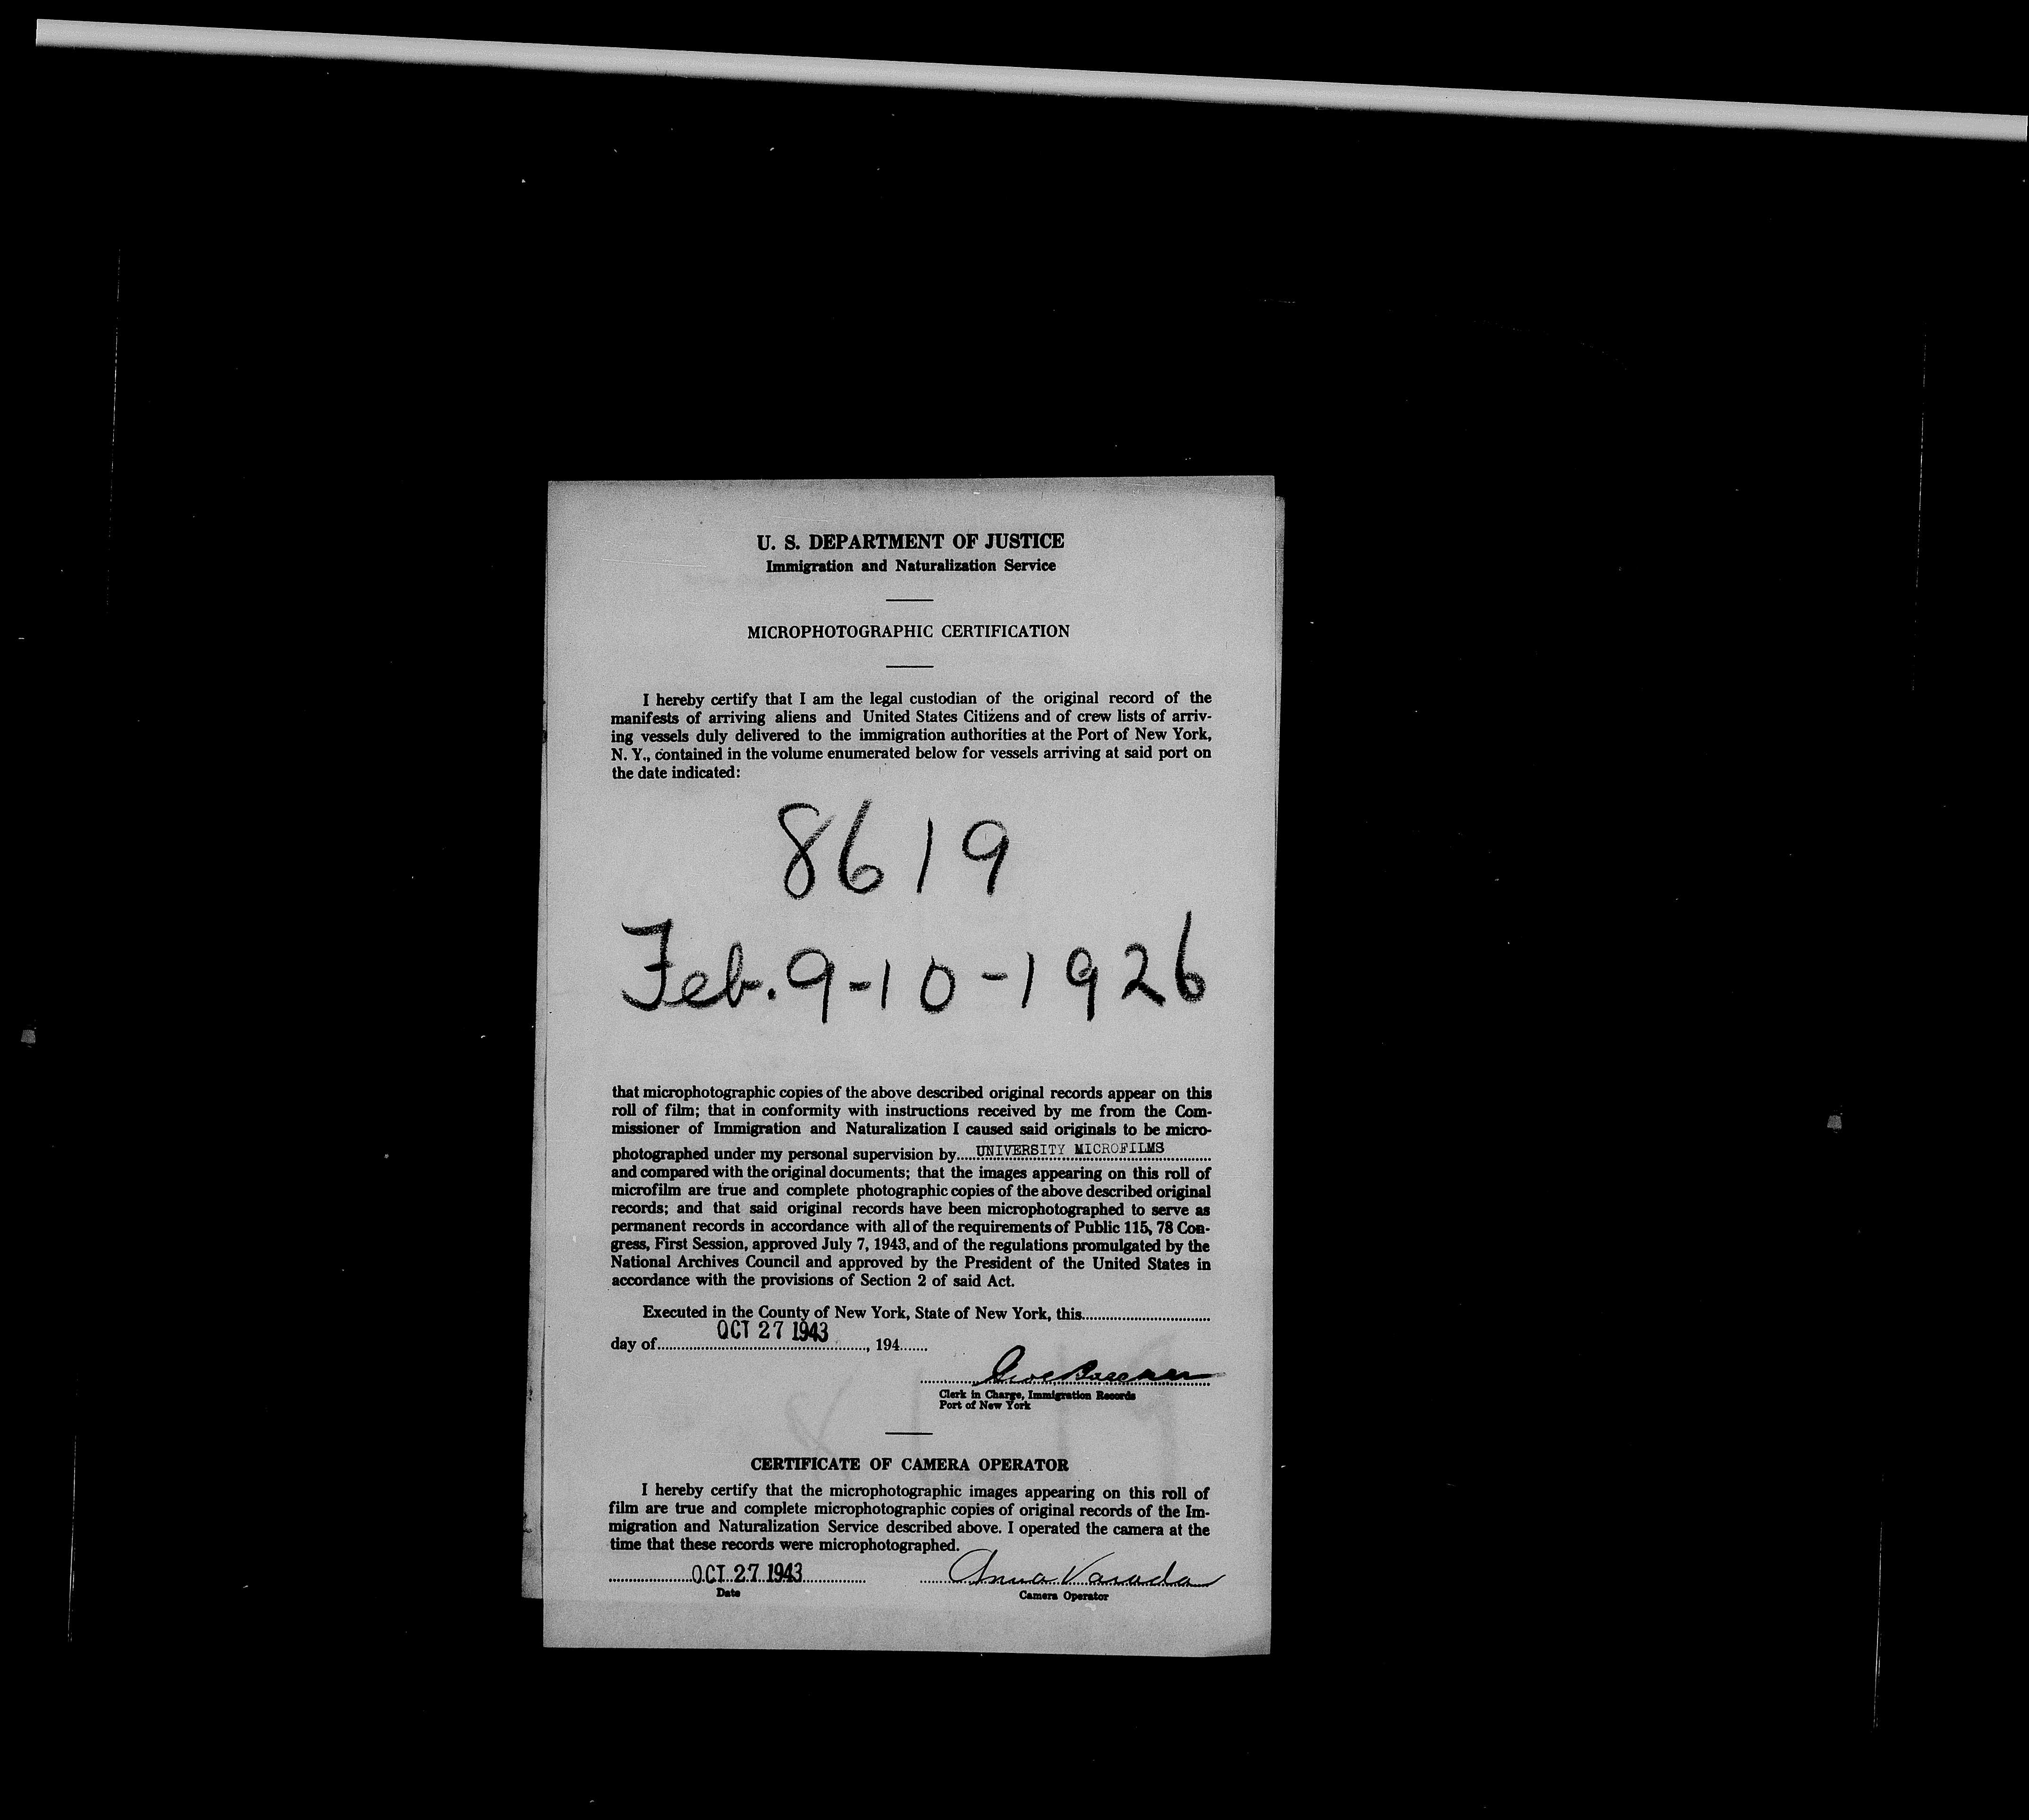 U. S. DEPARTMENT OF JUSTICE
Immigration and Naturalization Service
MICROPHOTOGRAPHIC CERTIFICATION
I hereby certify that I am the legal custodian of the original record of the
manifests of arriving aliens and United States Citizens and of crew lists of arriv-
ing vessels duly delivered to the immigration authorities at the Port of New York,
N. Y., contained in the volume enumerated below for vessels arriving at said port on
the date indicated:
8619
Feb. 9-10-1926
that microphotographic copies of the above described original records appear on this
roll of film; that in conformity with instructions received by me from the Com-
missioner of Immigration and Naturalization I caused said originals to be micro-
photographed under my personal supervision by UNIVERSITY MICROFILMS
and compared with the original documents; that the images appearing on this roll of
microfilm are true and complete photographic copies of the above described original
records; and that said original records have been microphotographed to serve as
permanent records in accordance with all of the requirements of Public 115, 78 Con-
gress, First Session, approved July 7, 1943, and of the regulations promulgated by the
National Archives Council and approved by the President of the United States in
accordance with the provisions of Section 2 of said Act.
Executed in the County of New York, State of New York, this
day of OCT 27 1943, 194
Clerk in Charge, Immigration Records
Port of New York
CERTIFICATE OF CAMERA OPERATOR
I hereby certify that the microphotographic images appearing on this roll of
film are true and complete microphotographic copies of original records of the Im-
migration and Naturalization Service described above. I operated the camera at the
time that these records were microphotographed.
OCT 27 1943 Anna Varada
Date Camera Operator